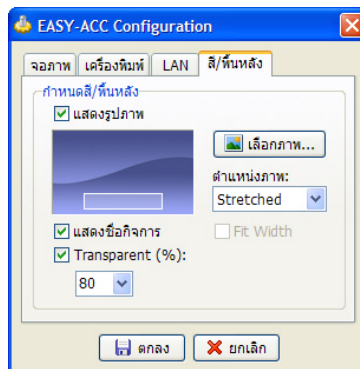 EASY-ACC Configuration
จอภาพ เครื่องพิมพ์ LAN สี/พื้นหลัง
กำหนดสี/พื้นหลัง
แสดงรูปภาพ
เลือกภาพ...
ตำแหน่งภาพ:
Stretched
แสดงชื่อกิจการ
Fit Width
Transparent (%):
80
ตกลง ยกเลิก